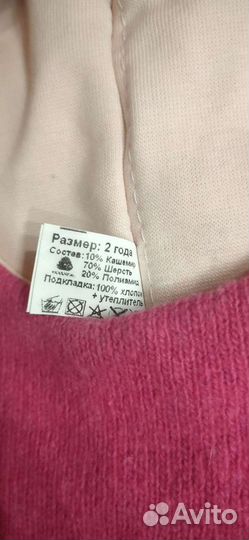 Размер: 2 года
Состав: 10% Кашемир
70% Шерсть
20% Полиамид
Подкладка: 100% хлопок
+ утеплитель
Avito